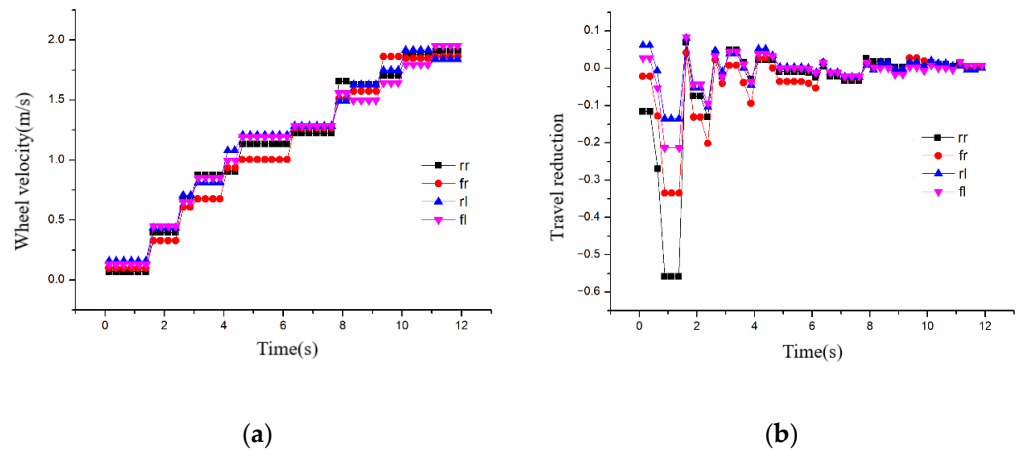 2.0
1.5
1.0
0.5
0.0
Wheel velocity(m/s)
rr
fr
rl
fl
0 2 4 6 8 10 12
Time(s)
(a)
0.1
0.0
−0.1
−0.2
−0.3
−0.4
−0.5
−0.6
Travel reduction
rr
fr
rl
fl
0 2 4 6 8 10 12
Time(s)
(b)